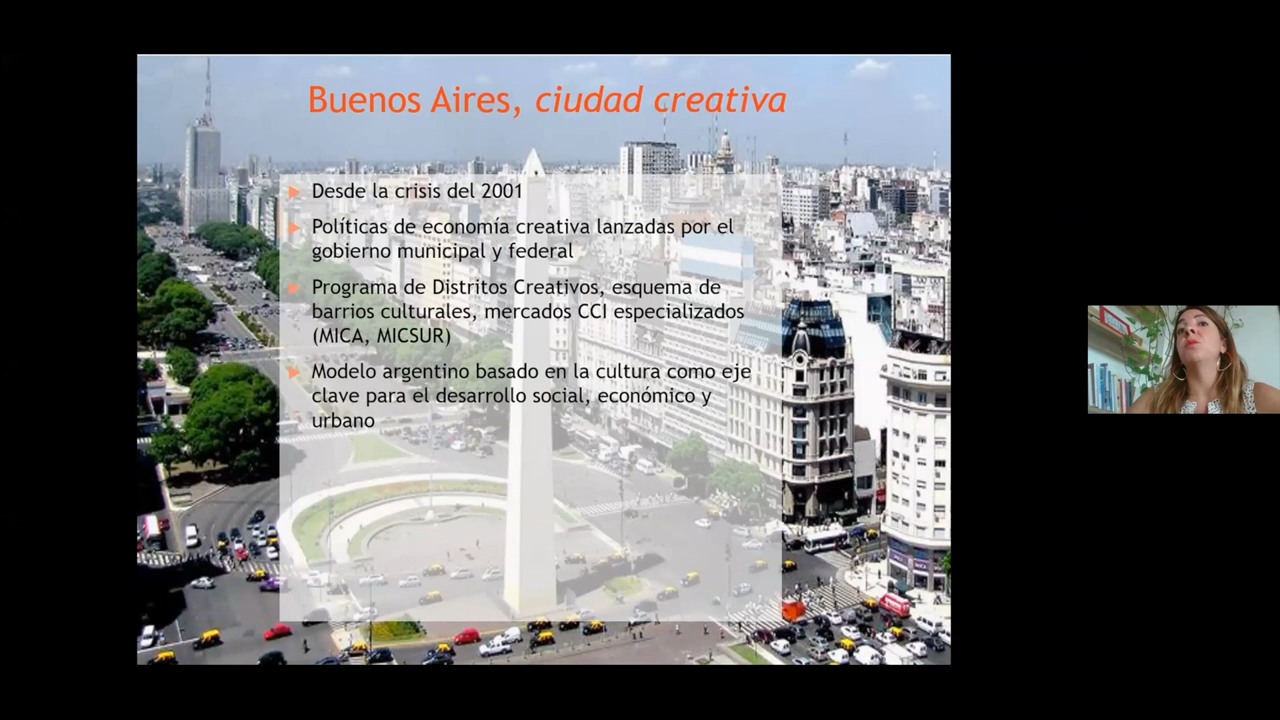 Buenos Aires, ciudad creativa
Desde la crisis del 2001
Políticas de economía creativa lanzadas por el
gobierno municipal y federal
Programa de Distritos Creativos, esquema de
barrios culturales, mercados CCI especializados
(MICA, MICSUR)
Modelo argentino basado en la cultura como eje
clave para el desarrollo social, económico y
urbano